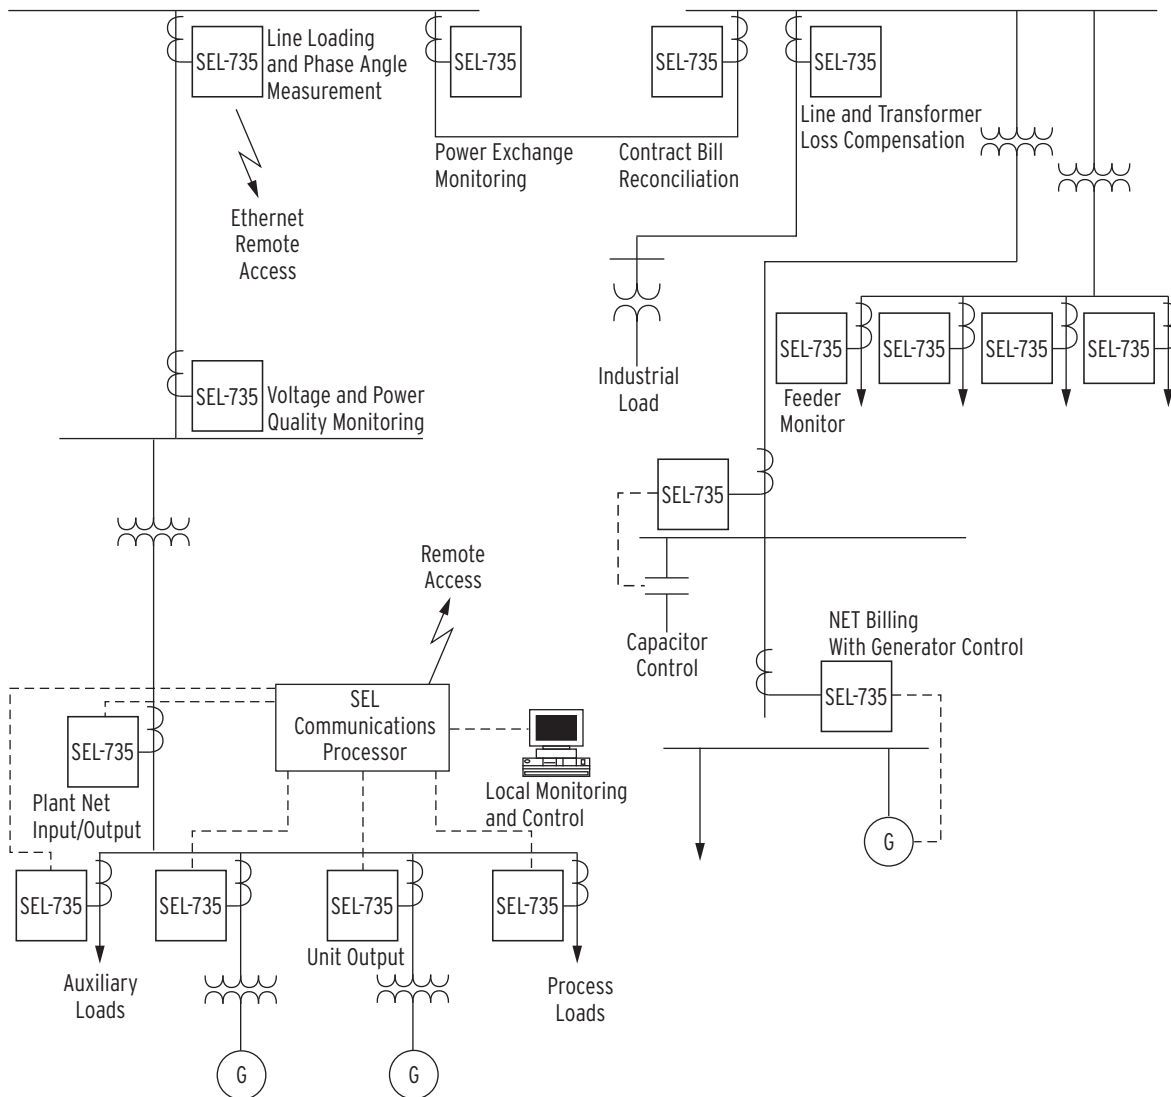 SEL-735
Line Loading
and Phase Angle
Measurement
SEL-735
SEL-735
SEL-735
Line and Transformer
Loss Compensation
Power Exchange
Monitoring
Contract Bill
Reconciliation
Ethernet
Remote
Access
SEL-735
Voltage and Power
Quality Monitoring
Industrial
Load
SEL-735
SEL-735
SEL-735
SEL-735
Feeder
Monitor
SEL-735
Capacitor
Control
NET Billing
With Generator Control
SEL-735
G
Remote
Access
SEL
Communications
Processor
Local Monitoring
and Control
SEL-735
Plant Net
Input/Output
SEL-735
SEL-735
SEL-735
SEL-735
Unit Output
Auxiliary
Loads
Process
Loads
G
G